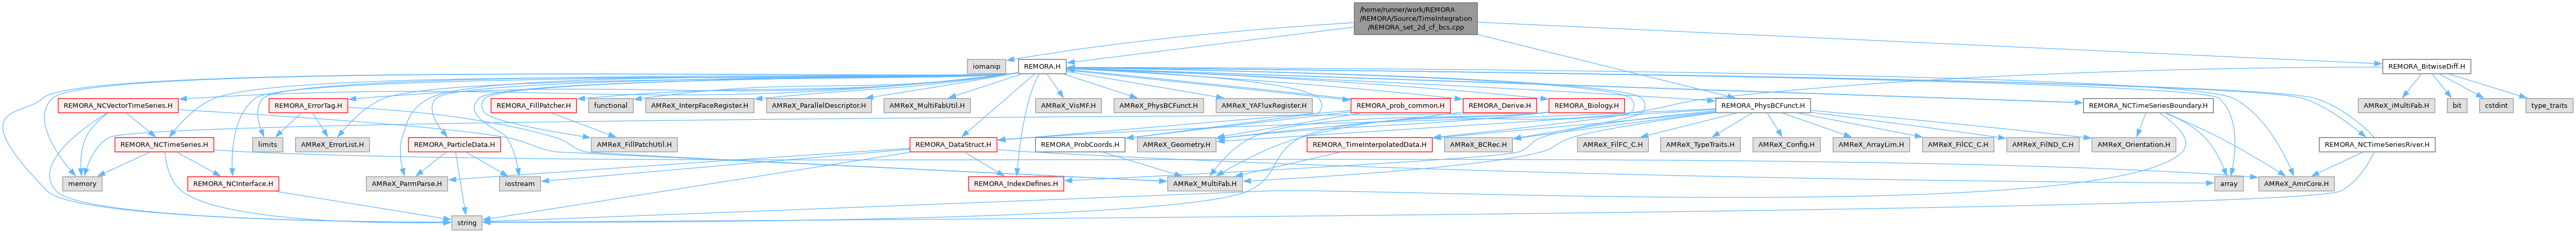 /home/runner/work/REMORA
/REMORA/Source/TimeIntegration
/REMORA_set_2d_cf_bcs.cpp
iomanip
REMORA.H
REMORA_BitwiseDiff.H
REMORA_NCVectorTimeSeries.H
REMORA_ErrorTag.H
REMORA_FillPatcher.H
functional
AMReX_InterpFaceRegister.H
AMReX_ParallelDescriptor.H
AMReX_MultiFabUtil.H
AMReX_VisMF.H
AMReX_PhysBCFunct.H
AMReX_YAFluxRegister.H
REMORA_prob_common.H
REMORA_Derive.H
REMORA_Biology.H
REMORA_PhysBCFunct.H
REMORA_NCTimeSeriesBoundary.H
AMReX_iMultiFab.H
bit
cstdint
type_traits
REMORA_NCTimeSeries.H
limits
AMReX_ErrorList.H
REMORA_ParticleData.H
AMReX_FillPatchUtil.H
REMORA_DataStruct.H
REMORA_ProbCoords.H
AMReX_Geometry.H
REMORA_TimeInterpolatedData.H
AMReX_BCRec.H
AMReX_FilFC_C.H
AMReX_TypeTraits.H
AMReX_Config.H
AMReX_ArrayLim.H
AMReX_FilCC_C.H
AMReX_FilND_C.H
AMReX_Orientation.H
REMORA_NCTimeSeriesRiver.H
memory
REMORA_NCInterface.H
AMReX_ParmParse.H
iostream
REMORA_IndexDefines.H
AMReX_MultiFab.H
array
AMReX_AmrCore.H
string